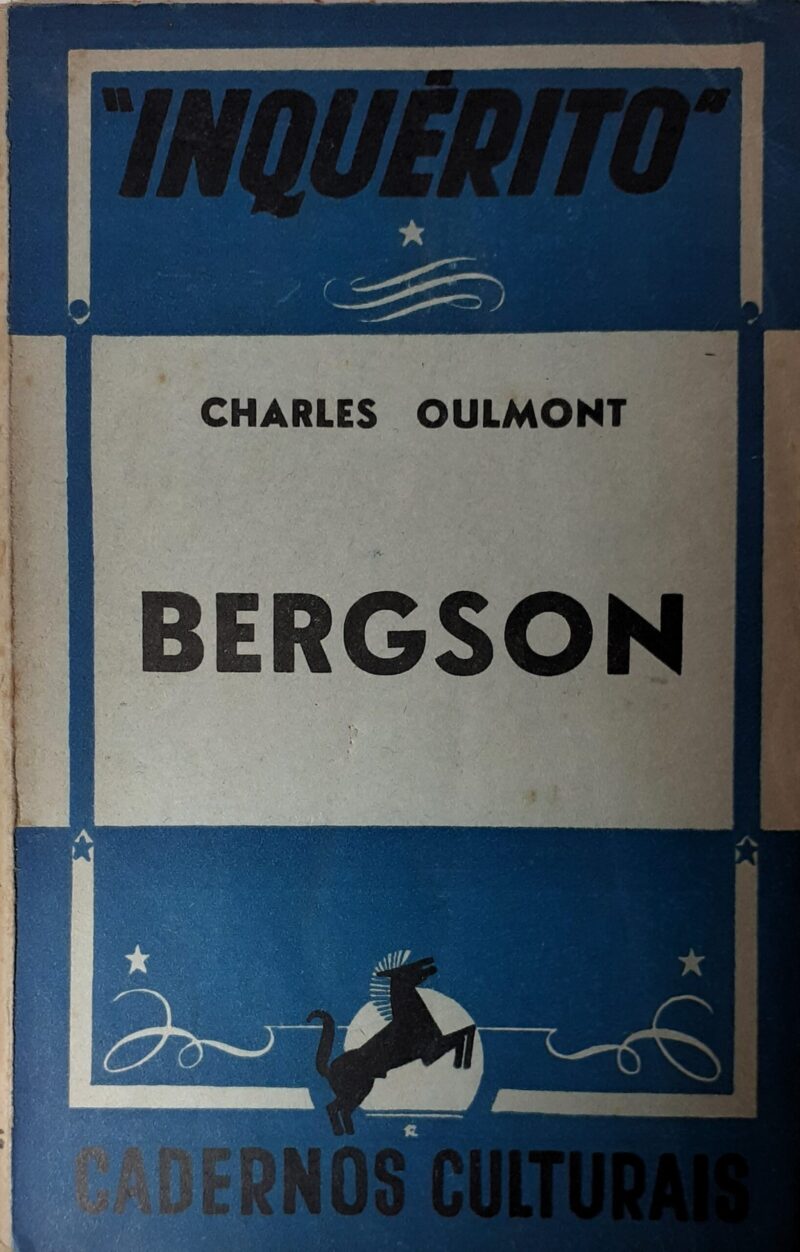 "INQUÉRITO"
CHARLES OULMONT
BERGSON
CADERNOS CULTURAIS